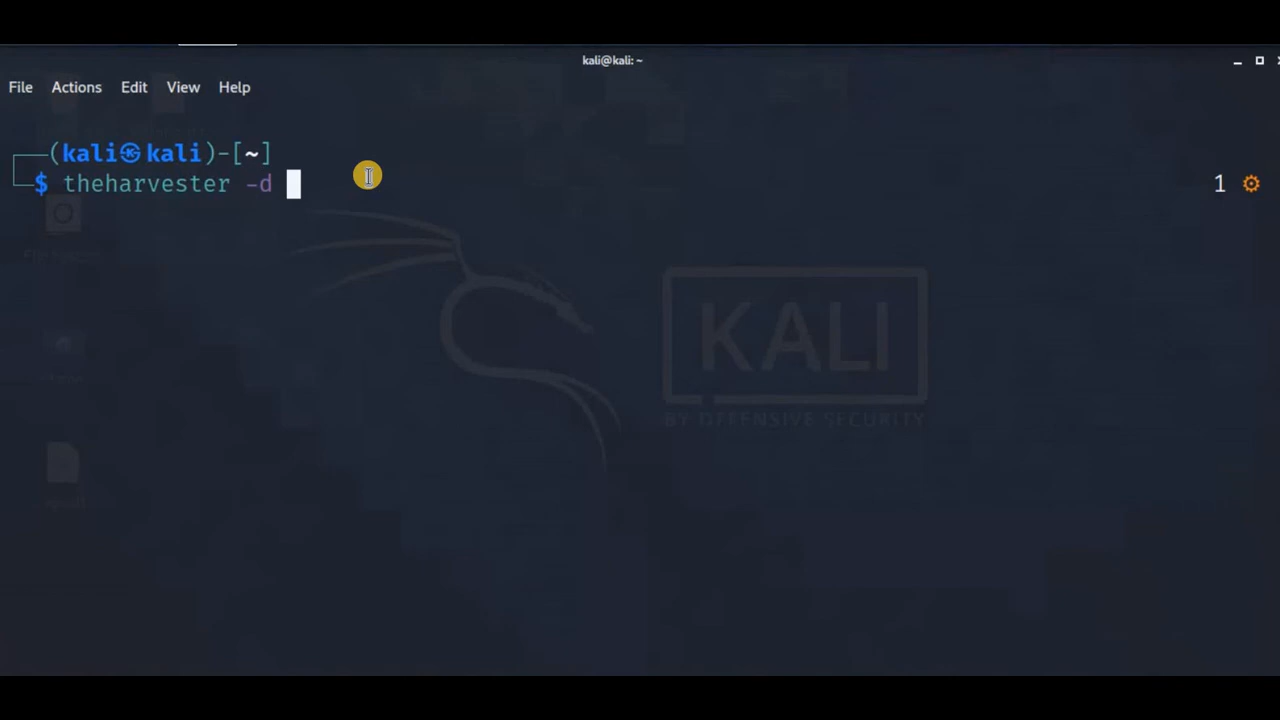 kali@kali: ~
File Actions Edit View Help
(kali㉿kali)-[~]
$ theharvester -d
1
KALI
BY OFFENSIVE SECURITY